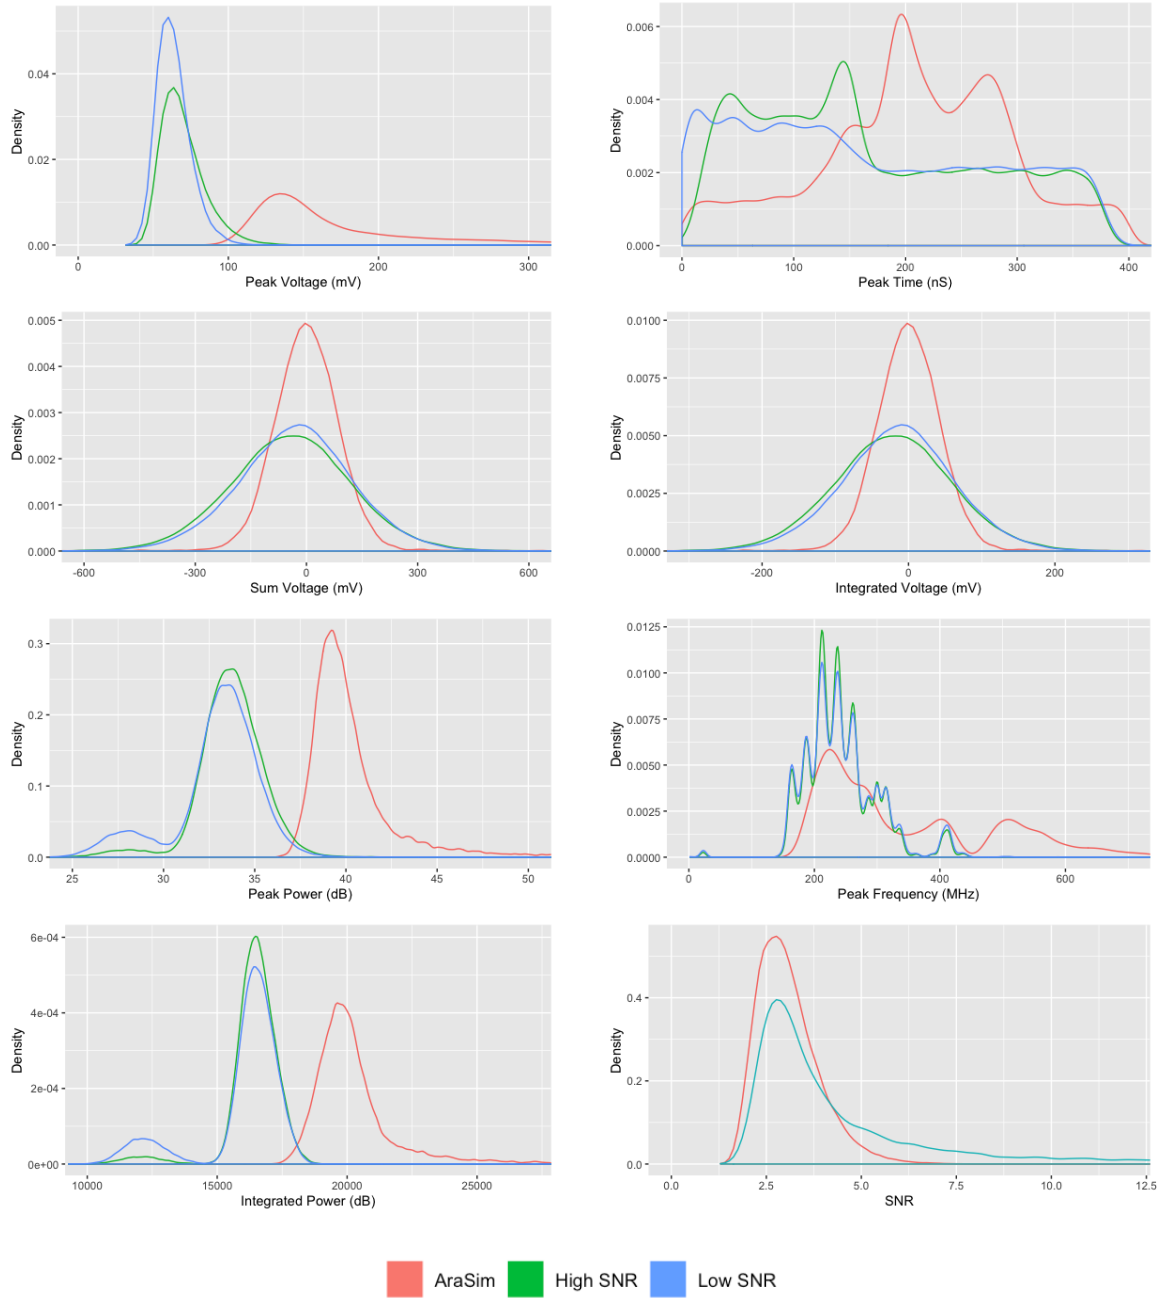 Density
0.04
0.02
0.00
0 100 200 300
Peak Voltage (mV)
Density
0.006
0.004
0.002
0.000
0 100 200 300 400
Peak Time (nS)
Density
0.005
0.004
0.003
0.002
0.001
0.000
-600 -300 0 300 600
Sum Voltage (mV)
Density
0.0100
0.0075
0.0050
0.0025
0.0000
-200 0 200
Integrated Voltage (mV)
Density
0.3
0.2
0.1
0.0
25 30 35 40 45 50
Peak Power (dB)
Density
0.0125
0.0100
0.0075
0.0050
0.0025
0.0000
0 200 400 600
Peak Frequency (MHz)
Density
6e-04
4e-04
2e-04
0e+00
10000 15000 20000 25000
Integrated Power (dB)
Density
0.4
0.2
0.0
0.0 2.5 5.0 7.5 10.0 12.5
SNR
AraSim High SNR Low SNR